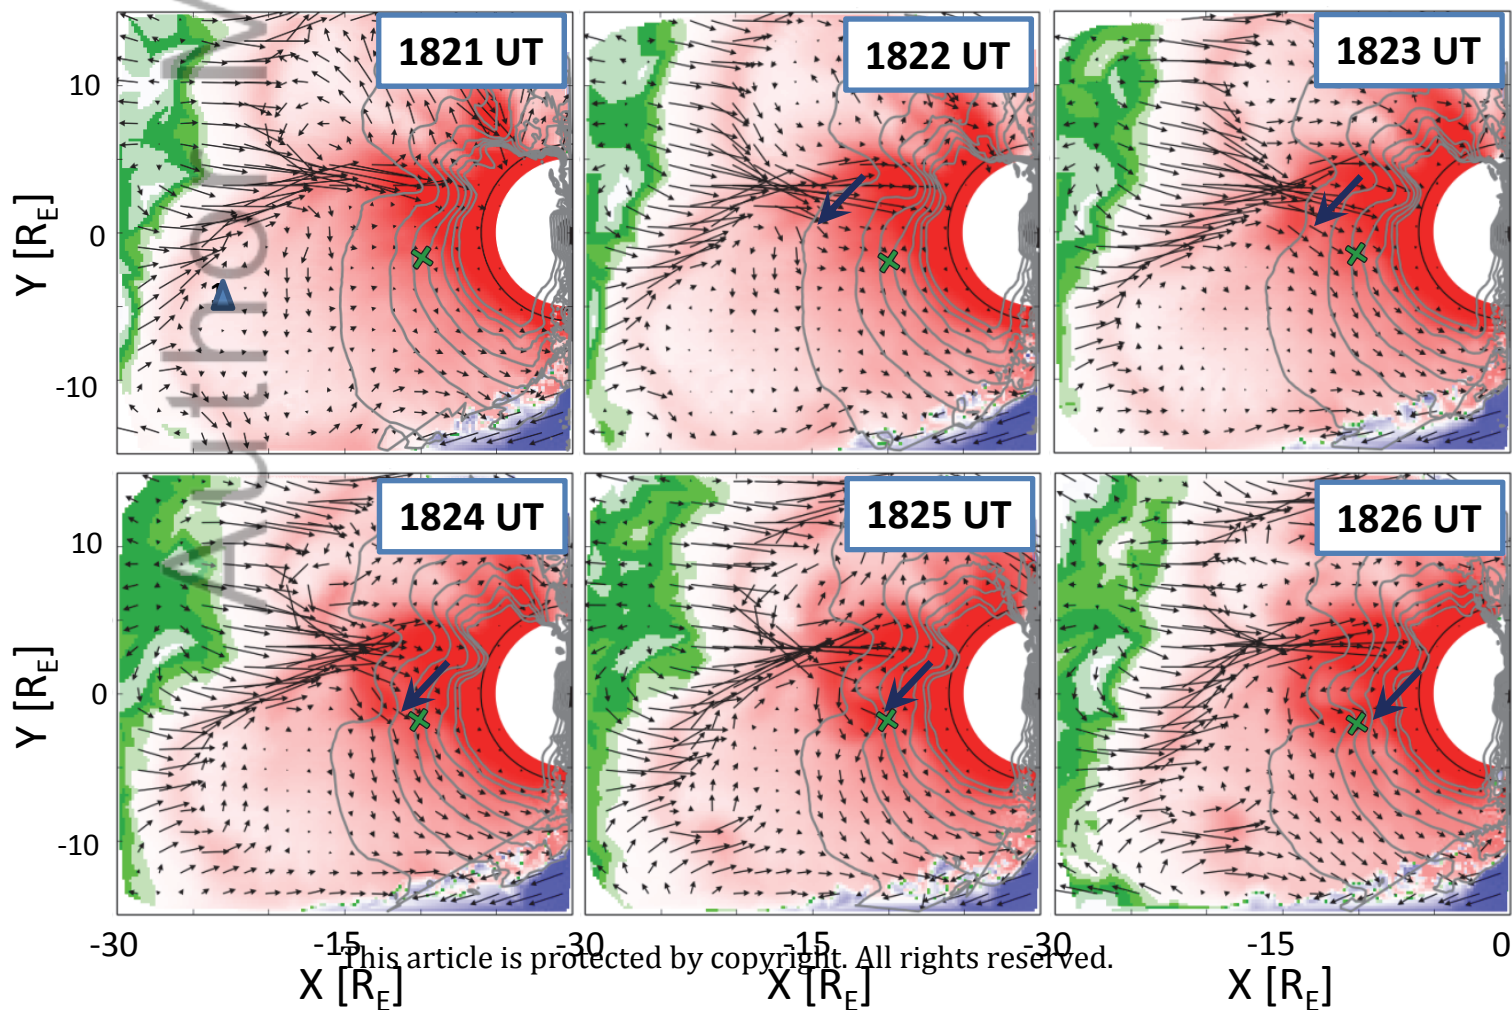 1821 UT
1822 UT
1823 UT
10
0
-10
Y [RE]
1824 UT
1825 UT
1826 UT
10
0
-10
Y [RE]
-30
-15
-30
-15
-30
-15
0
This article is protected by copyright. All rights reserved.
X [RE]
X [RE]
X [RE]
Author M